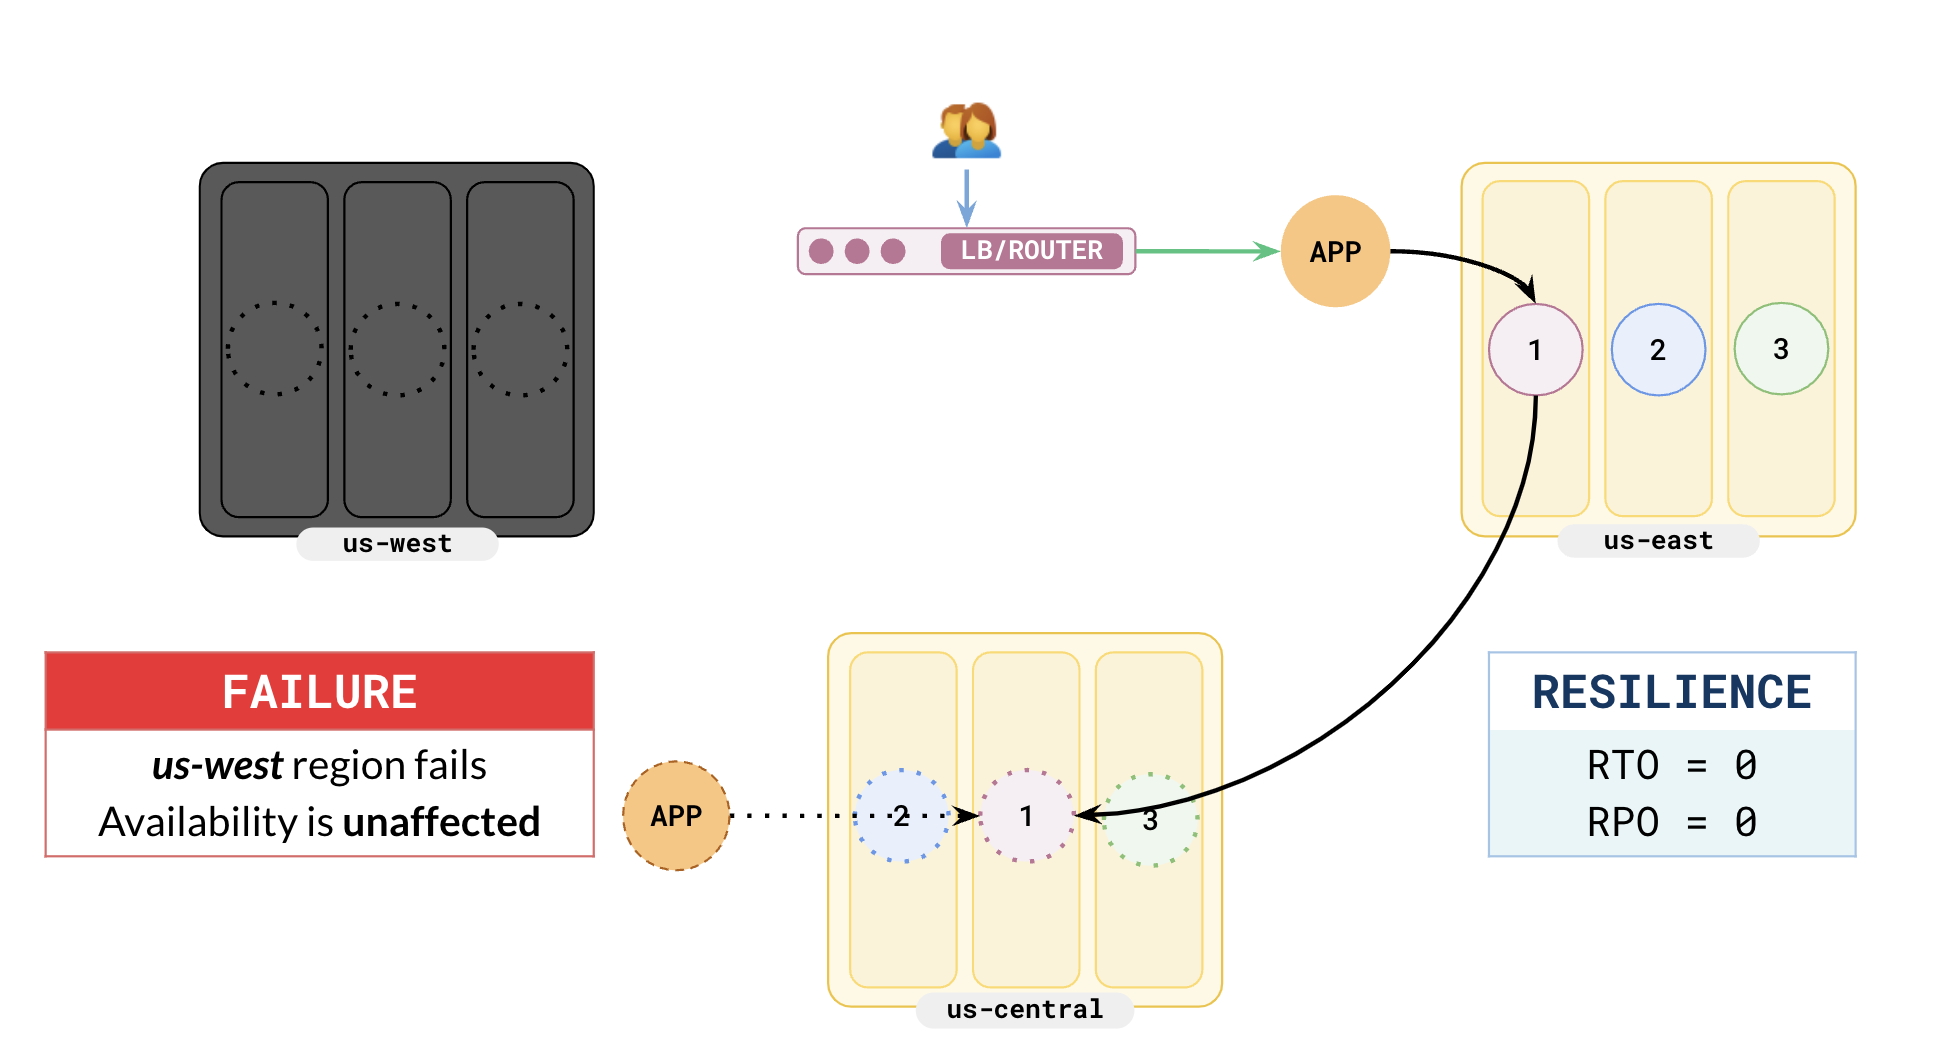 LB/ROUTER
APP
1
2
3
us-west
us-east
FAILURE
us-west region fails
Availability is unaffected
APP
2
1
3
us-central
RESILIENCE
RTO = 0
RPO = 0